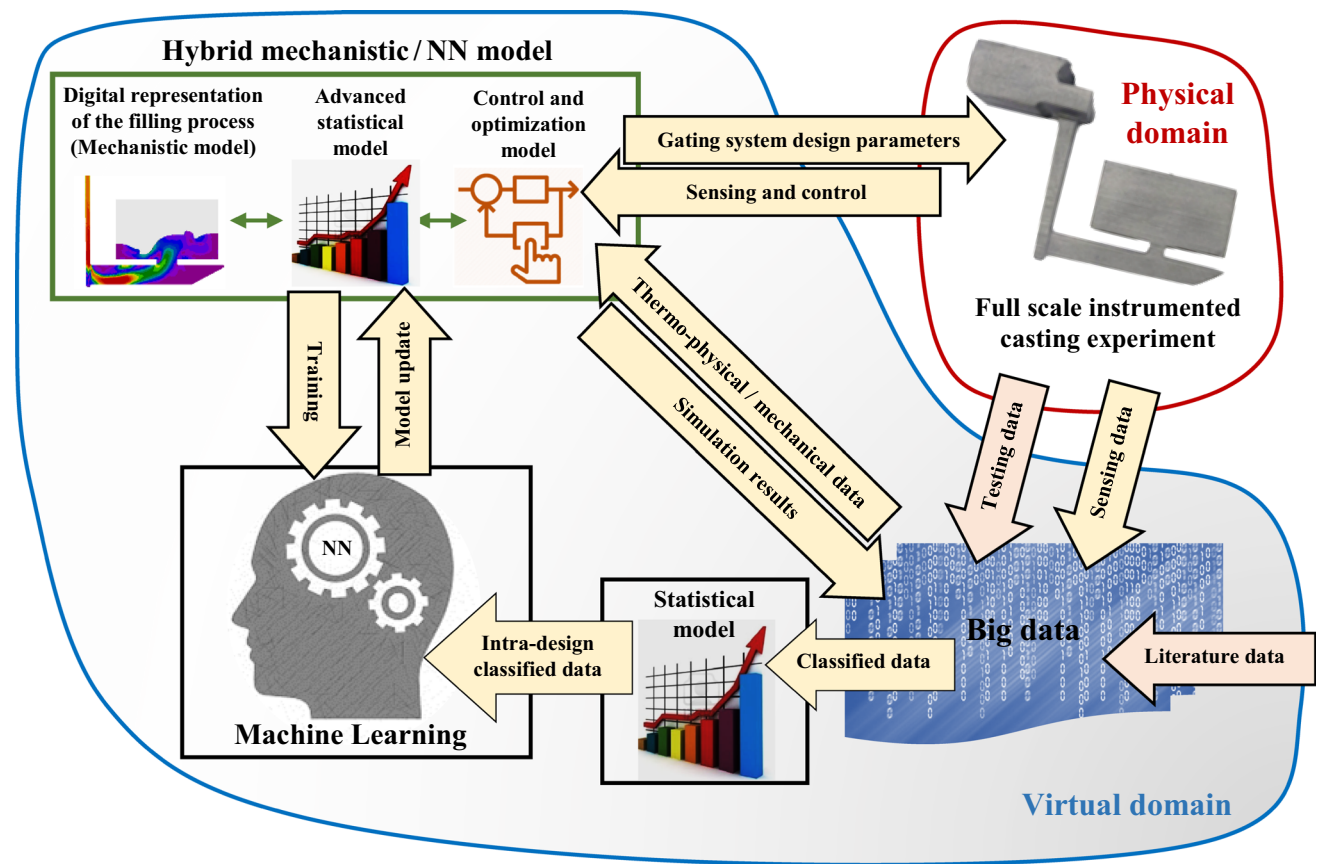 Hybrid mechanistic / NN model
Digital representation
of the filling process
(Mechanistic model)
Advanced
statistical
model
Control and
optimization
model
Gating system design parameters
Sensing and control
Physical
domain
Full scale instrumented
casting experiment
Training
Model update
Thermo-physical / mechanical data
Simulation results
Testing data
Sensing data
NN
Machine Learning
Intra-design
classified data
Statistical
model
Classified data
Big data
Literature data
Virtual domain